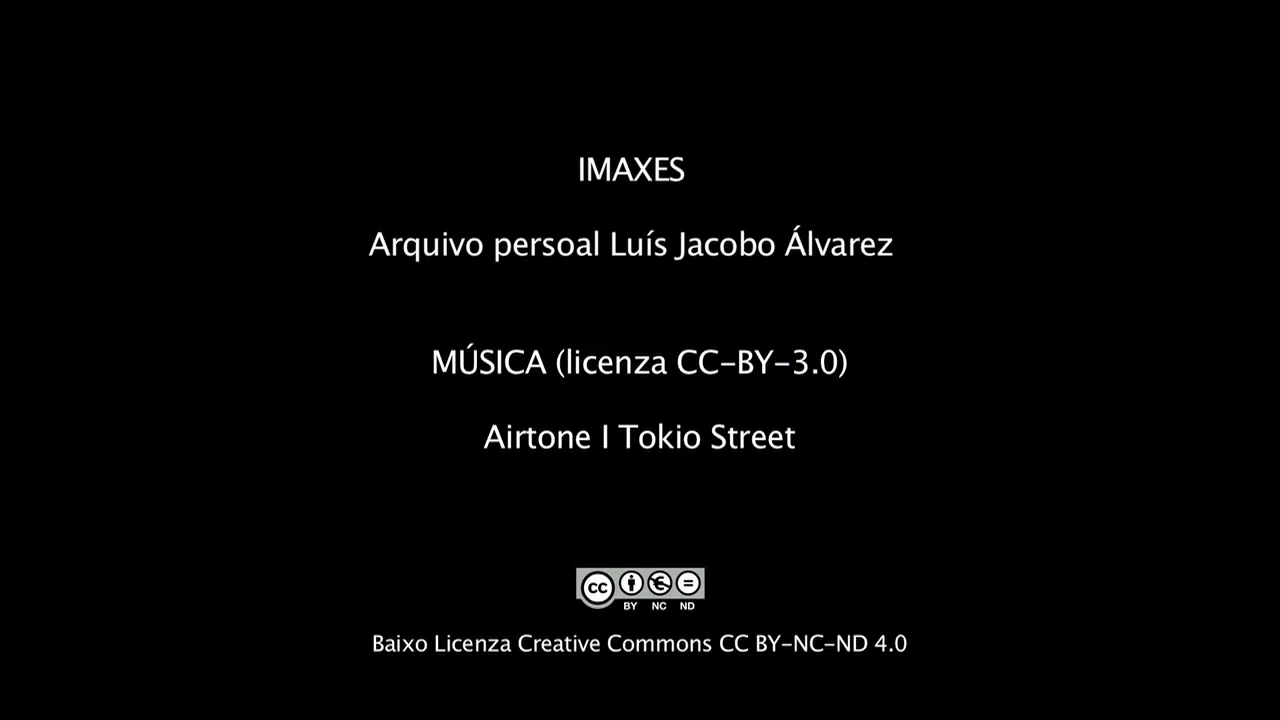 IMAXES
Arquivo persoal Luís Jacobo Álvarez
MÚSICA (licenza CC-BY-3.0)
Airtone I Tokio Street
cc BY NC ND
Baixo Licenza Creative Commons CC BY-NC-ND 4.0